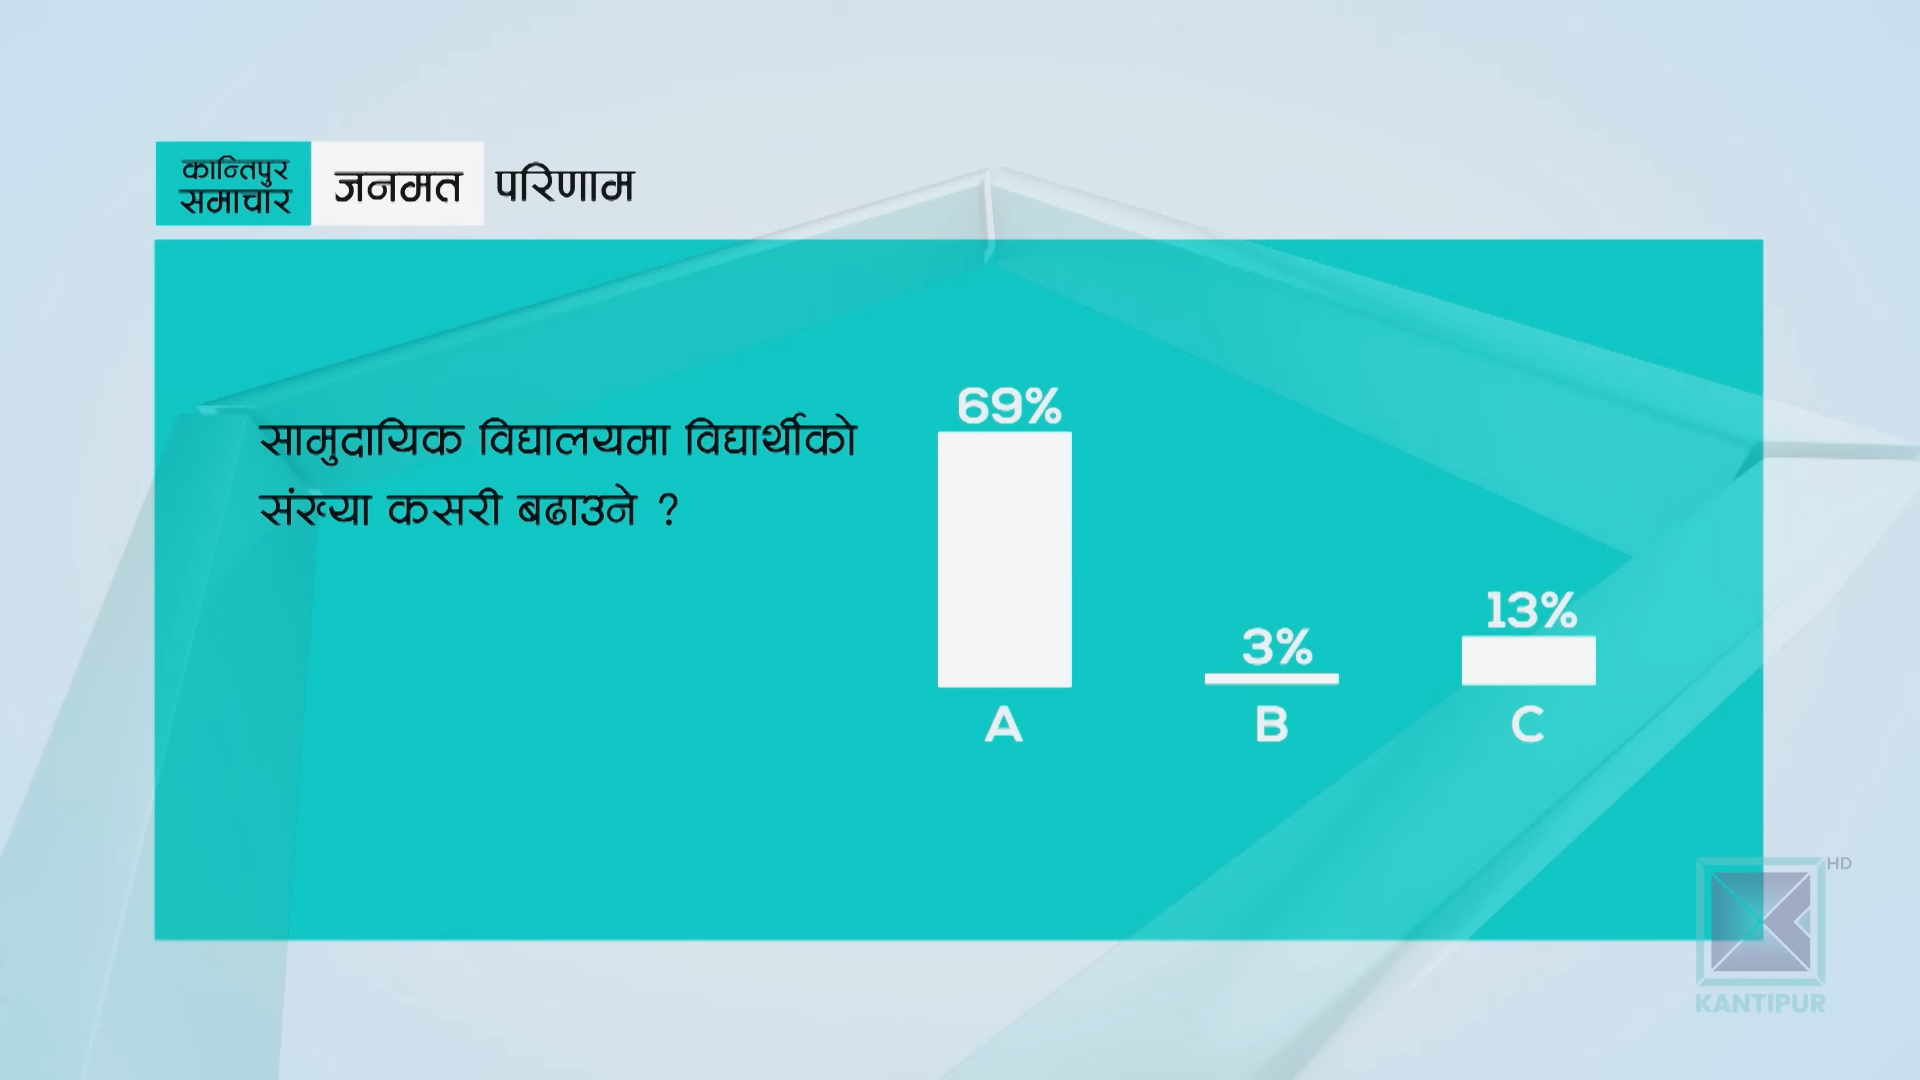 कान्तिपुर
समाचार
जनमत परिणाम
सामुदायिक विद्यालयमा विद्यार्थीको
संख्या कसरी बढाउने ?
69%
3%
13%
A
B
C
HD
KANTIPUR